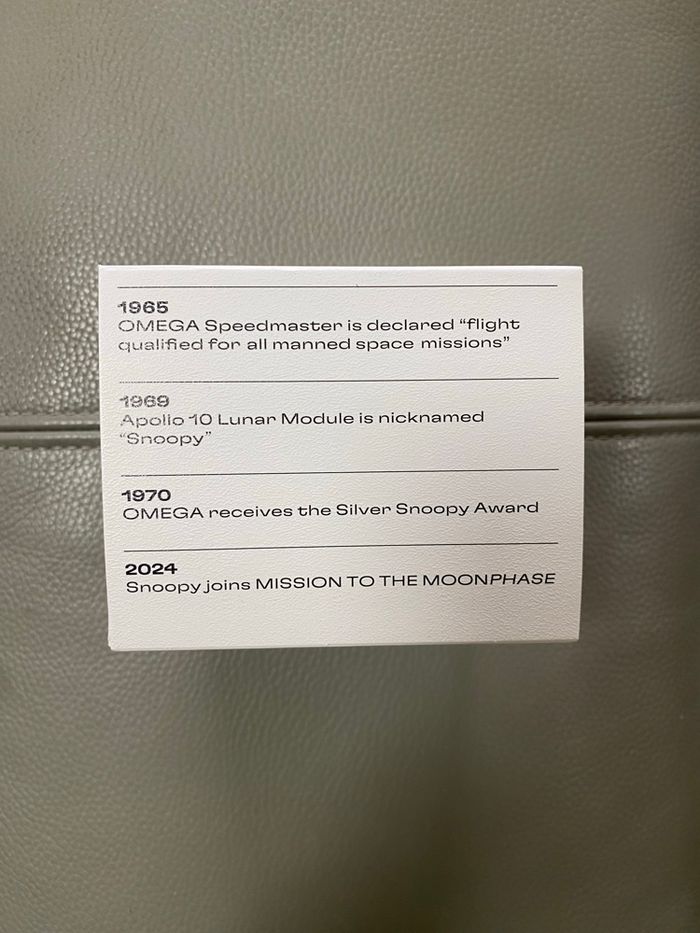 1965
OMEGA Speedmaster is declared “flight
qualified for all manned space missions”
1969
Apollo 10 Lunar Module is nicknamed
“Snoopy”
1970
OMEGA receives the Silver Snoopy Award
2024
Snoopy joins MISSION TO THE MOONPHASE